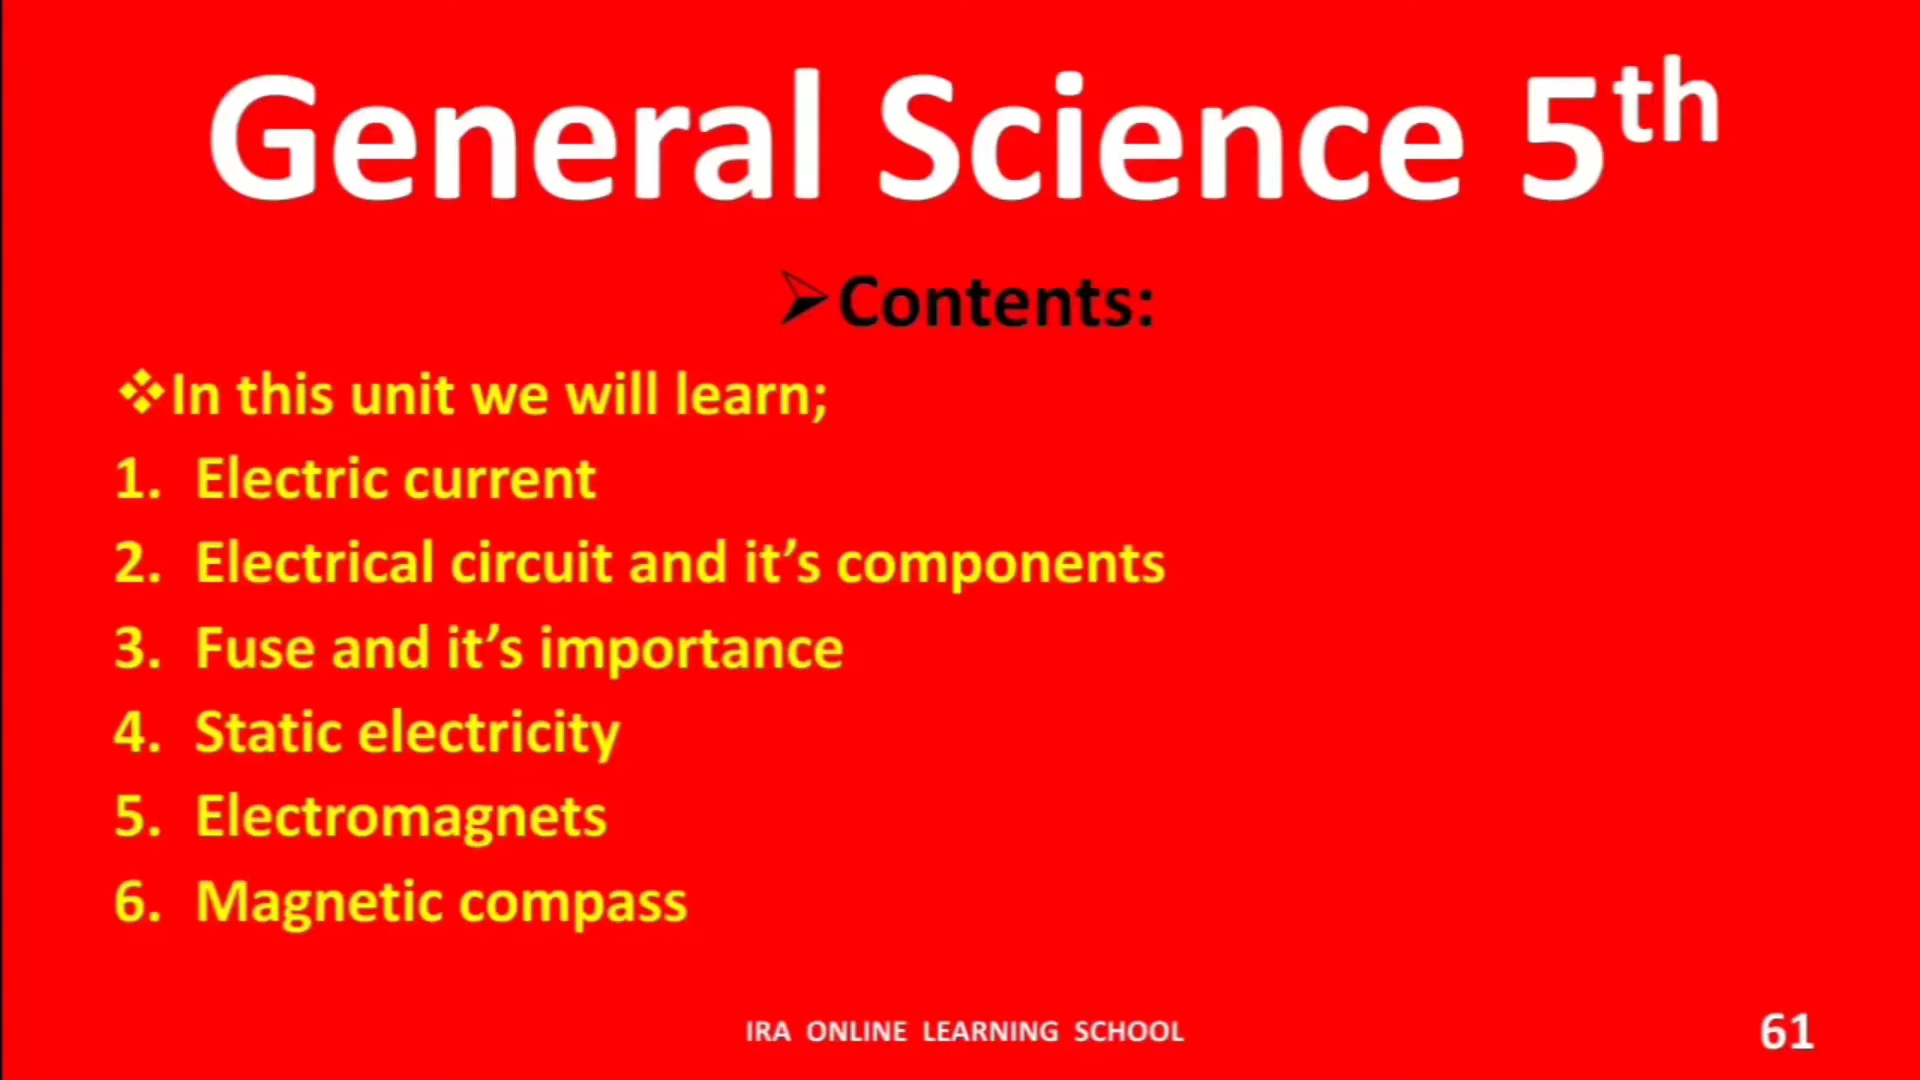 General Science 5th
➢Contents:
❖In this unit we will learn;
1. Electric current
2. Electrical circuit and it’s components
3. Fuse and it’s importance
4. Static electricity
5. Electromagnets
6. Magnetic compass
IRA ONLINE LEARNING SCHOOL
61